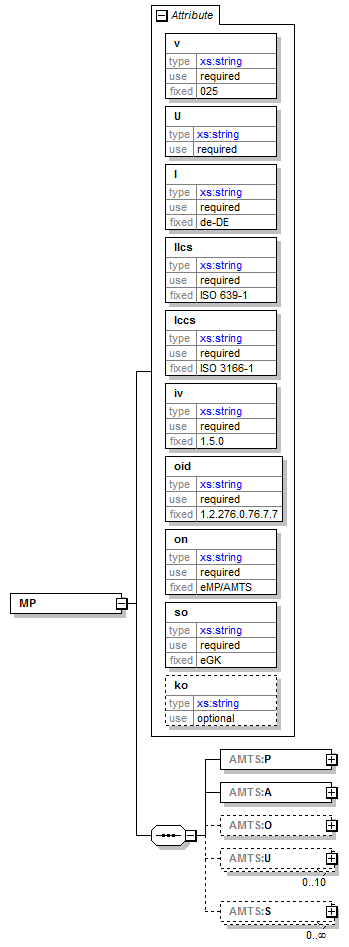 Attribute
v
type xs:string
use required
fixed 025
U
type xs:string
use required
l
type xs:string
use required
fixed de-DE
llcs
type xs:string
use required
fixed ISO 639-1
lccs
type xs:string
use required
fixed ISO 3166-1
iv
type xs:string
use required
fixed 1.5.0
oid
type xs:string
use required
fixed 1.2.276.0.76.7.7
on
type xs:string
use required
fixed eMP/AMTS
so
type xs:string
use required
fixed eGK
ko
type xs:string
use optional
MP
AMTS:P
AMTS:A
AMTS:O
AMTS:U
0..10
AMTS:S
0..∞